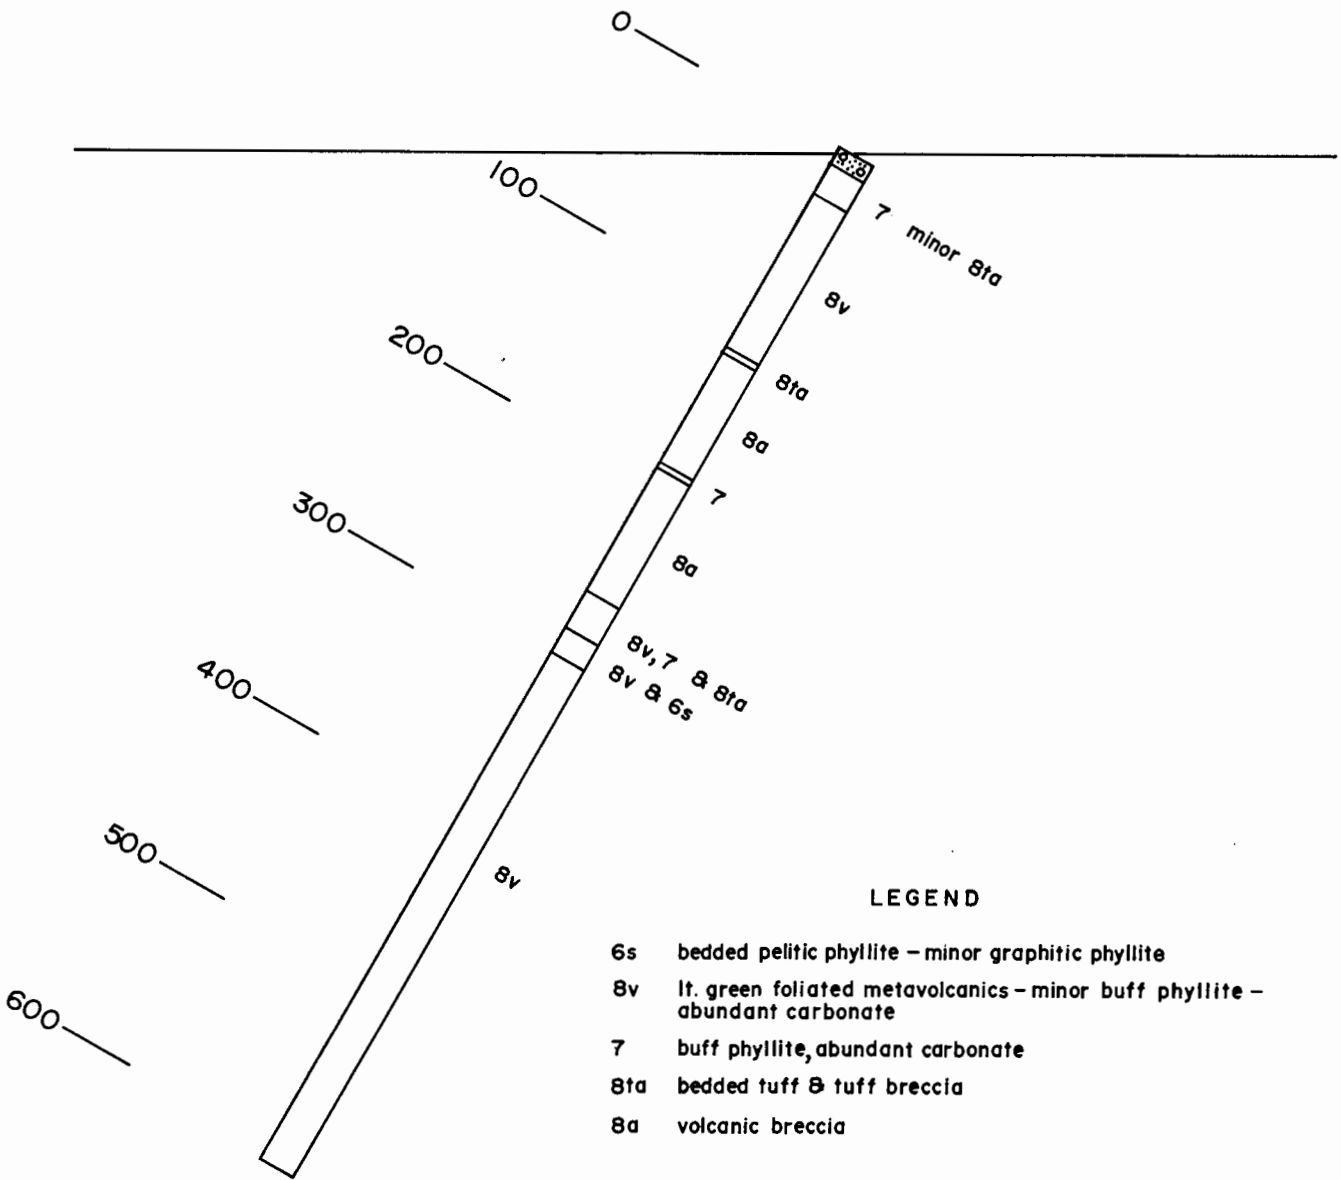 0
100
7 minor 8ta
8v
200
8ta
8a
7
300
8a
8v, 7 & 8ta
8v & 6s
400
500
8v
600
LEGEND
6s bedded pelitic phyllite – minor graphitic phyllite
8v lt. green foliated metavolcanics – minor buff phyllite –
abundant carbonate
7 buff phyllite, abundant carbonate
8ta bedded tuff & tuff breccia
8a volcanic breccia